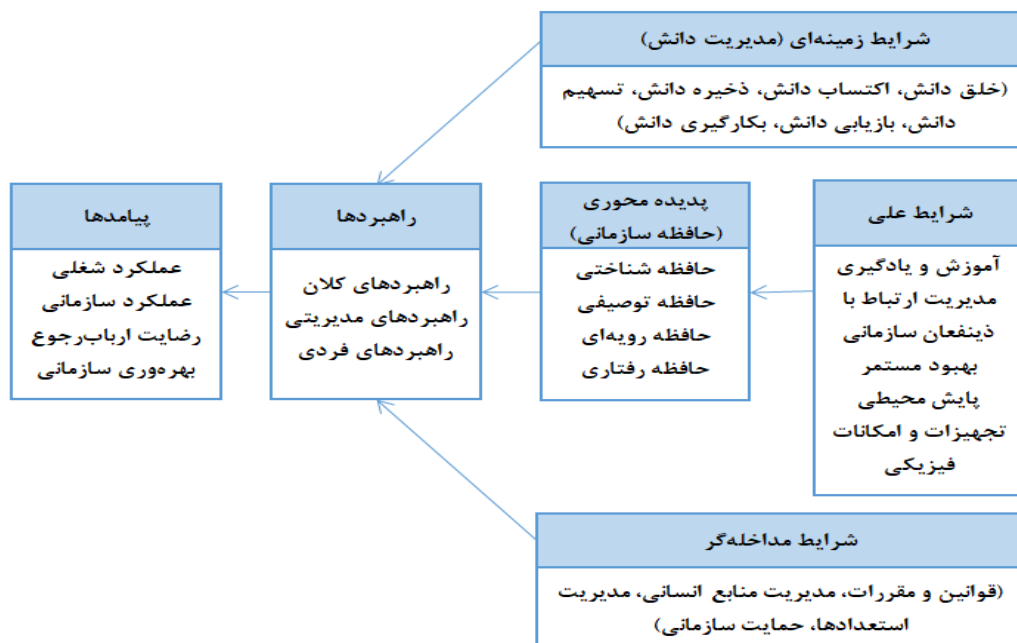 شرایط زمینه‌ای (مدیریت دانش)
(خلق دانش، اکتساب دانش، ذخیره دانش، تسهیم
دانش، بازیابی دانش، بکارگیری دانش)
شرایط علی
آموزش و یادگیری
مدیریت ارتباط با
ذینفعان سازمانی
بهبود مستمر
پایش محیطی
تجهیزات و امکانات
فیزیکی
پدیده محوری
(حافظه سازمانی)
حافظه شناختی
حافظه توصیفی
حافظه رویه‌ای
حافظه رفتاری
راهبردها
راهبردهای کلان
راهبردهای مدیریتی
راهبردهای فردی
پیامدها
عملکرد شغلی
عملکرد سازمانی
رضایت ارباب‌رجوع
بهره‌وری سازمانی
شرایط مداخله‌گر
(قوانین و مقررات، مدیریت منابع انسانی، مدیریت
استعدادها، حمایت سازمانی)